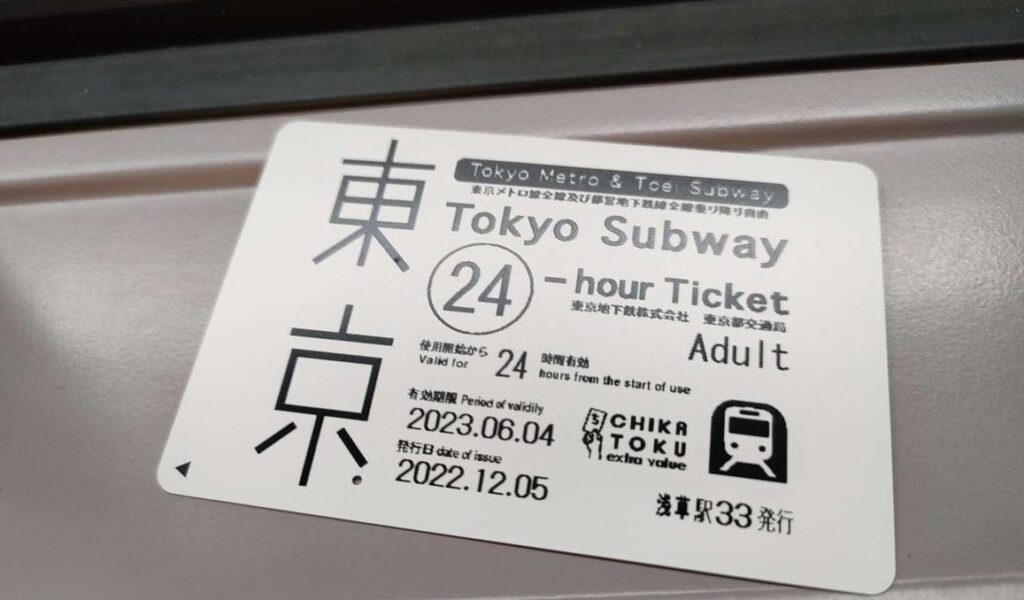 東京
Tokyo Metro & Toei Subway
東京メトロ線全線及び都営地下鉄線全線乗り降り自由
Tokyo Subway
24-hour Ticket
東京地下鉄株式会社 東京都交通局
Adult
使用開始から 24 時間有効
Valid for 24 hours from the start of use
有効期限 Period of validity
2023.06.04
発行日 date of issue
2022.12.05
CHIKA
TOKU
extra value
浅草駅33発行